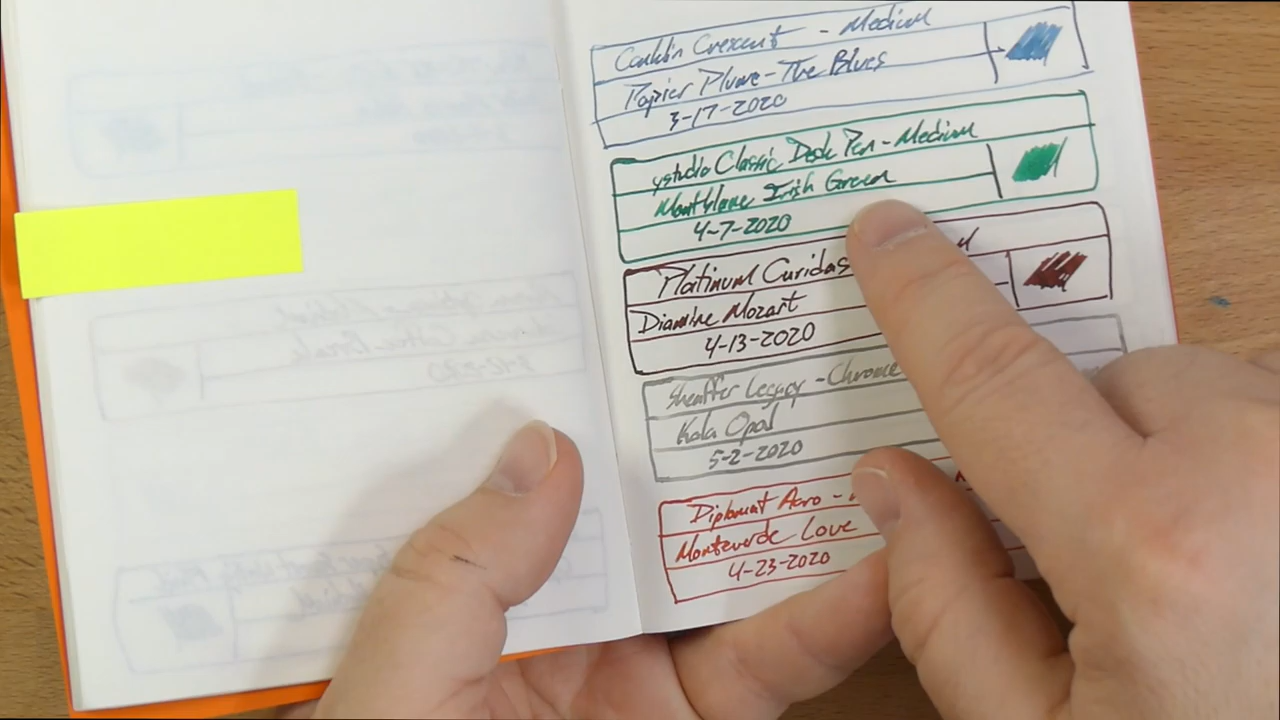 Conklin Crescent - Medium
Papier Plume - The Blues
3-17-2020
ystudio Classic Desk Pen - Medium
Montblanc Irish Green
4-7-2020
Platinum Curidas
Diamine Mozart
4-13-2020
Sheaffer Legacy - Chrome
Kala Opal
5-2-2020
Diplomat Aero -
Monteverde Love
4-23-2020